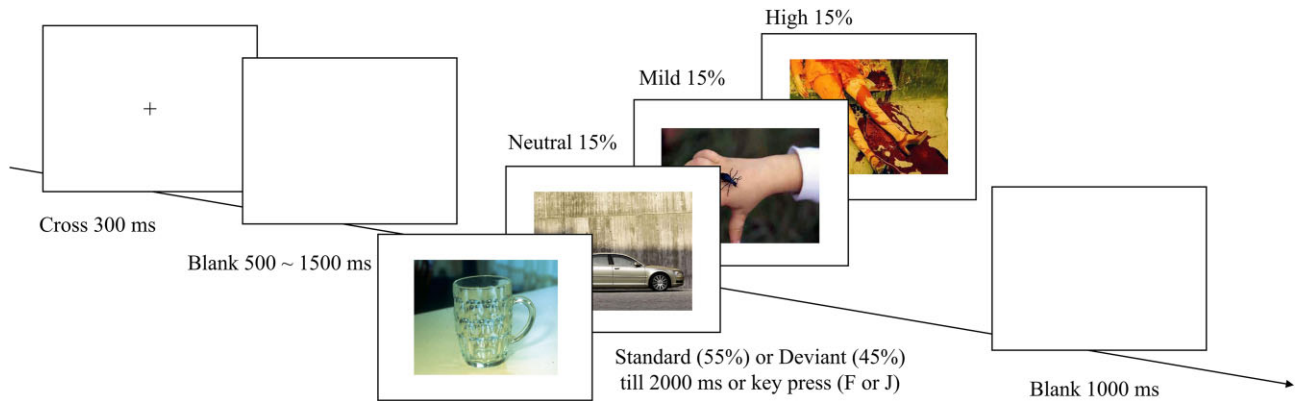 High 15%
Mild 15%
Neutral 15%
+
Cross 300 ms
Blank 500 ~ 1500 ms
Standard (55%) or Deviant (45%)
till 2000 ms or key press (F or J)
Blank 1000 ms